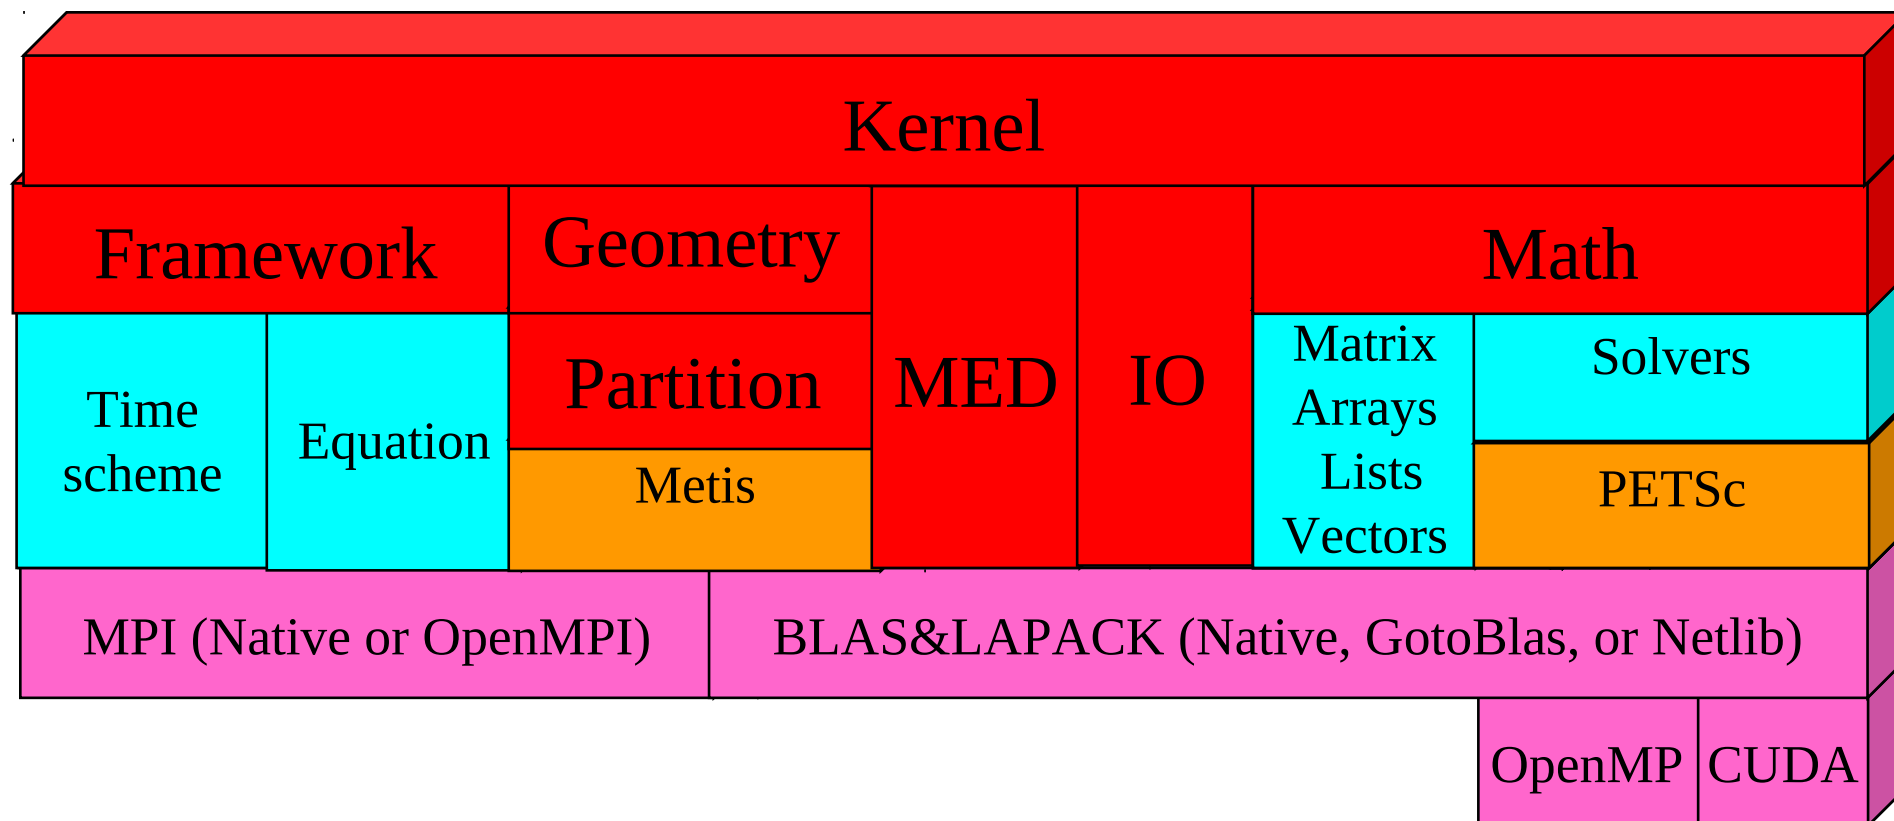 Kernel
Framework
Geometry
Math
Time
scheme
Equation
Partition
Metis
MED
IO
Matrix
Arrays
Lists
Vectors
Solvers
PETSc
MPI (Native or OpenMPI)
BLAS&LAPACK (Native, GotoBlas, or Netlib)
OpenMP
CUDA